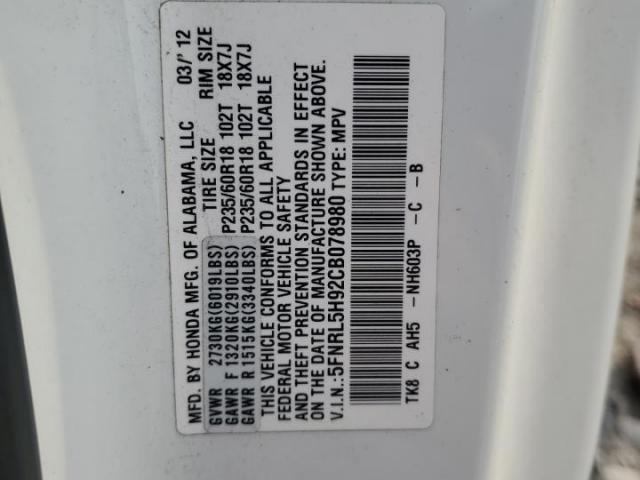 MFD. BY HONDA MFG. OF ALABAMA, LLC 03/'12
TIRE SIZE RIM SIZE
GVWR 2730KG(6019LBS)
GAWR F 1320KG(2910LBS) P235/60R18 102T 18X7J
GAWR R 1515KG(3340LBS) P235/60R18 102T 18X7J
THIS VEHICLE CONFORMS TO ALL APPLICABLE
FEDERAL MOTOR VEHICLE SAFETY
AND THEFT PREVENTION STANDARDS IN EFFECT
ON THE DATE OF MANUFACTURE SHOWN ABOVE.
V.I.N.:5FNRL5H92CB078980 TYPE: MPV
TK8 C AH5 -NH603P -C -B